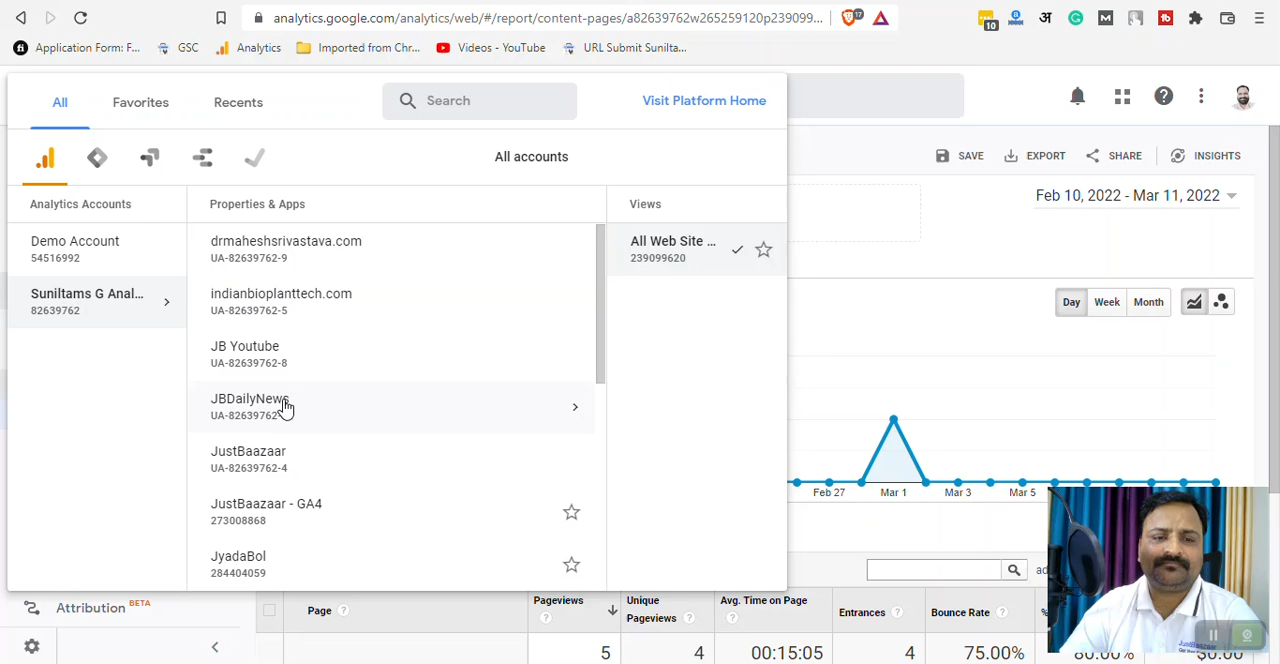 analytics.google.com/analytics/web/#/report/content-pages/a82639762w265259120p239099...
17
10
अ
M
tb
Application Form: F...
GSC
Analytics
Imported from Chr...
Videos - YouTube
URL Submit Sunilta...
All
Favorites
Recents
Search
Visit Platform Home
All accounts
SAVE
EXPORT
SHARE
INSIGHTS
Analytics Accounts
Properties & Apps
Views
Feb 10, 2022 - Mar 11, 2022
Demo Account
54516992
Suniltams G Anal...
82639762
drmaheshsrivastava.com
UA-82639762-9
indianbioplanttech.com
UA-82639762-5
JB Youtube
UA-82639762-8
JBDailyNews
UA-82639762
JustBaazaar
UA-82639762-4
JustBaazaar - GA4
273008868
JyadaBol
284404059
All Web Site ...
239099620
Day
Week
Month
Feb 27
Mar 1
Mar 3
Mar 5
Attribution BETA
Page
Pageviews
Unique Pageviews
Avg. Time on Page
Entrances
Bounce Rate
%
5
4
00:15:05
4
75.00%
JustBaazaar